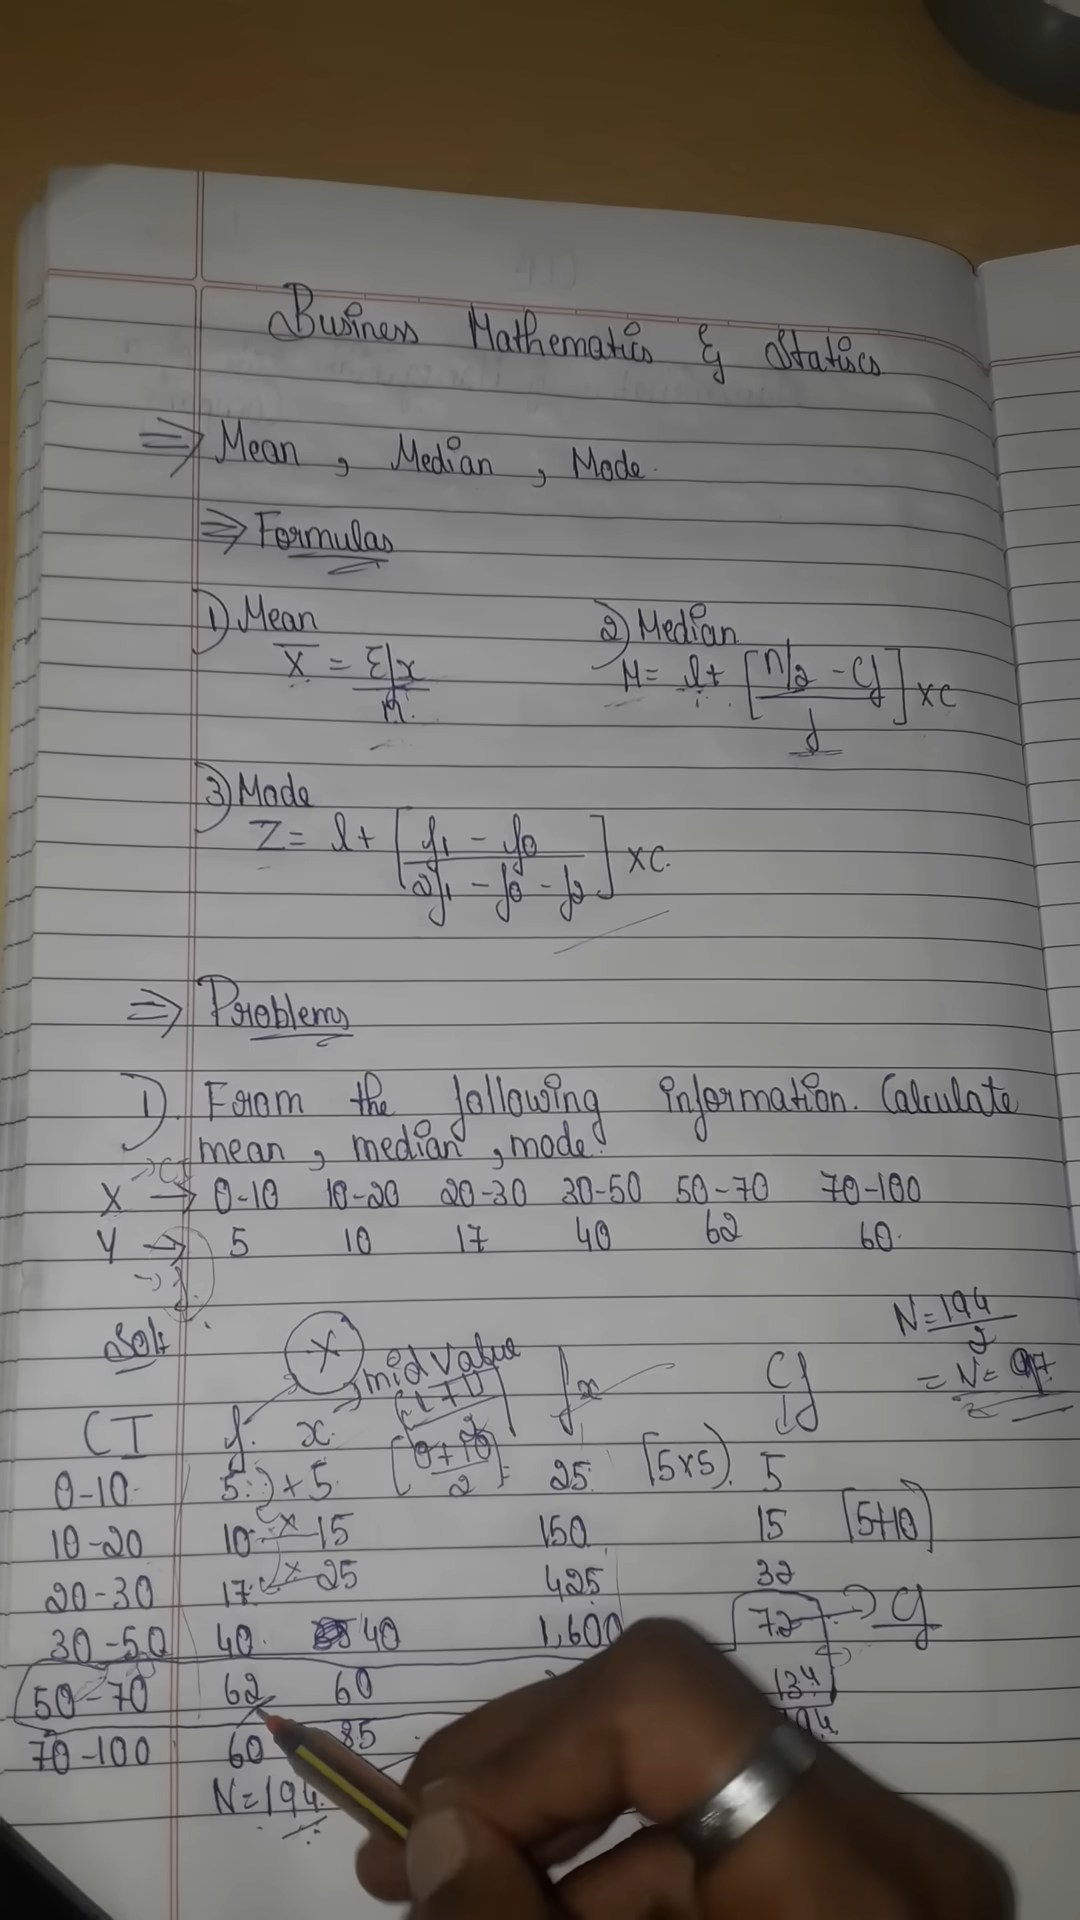 Business Mathematics & Statiscs
⇒ Mean, Median, Mode.
⇒ Formulas
1) Mean
X̄ = Σfx / n
2) Median
M = l + [n/2 - Cf / f] × C
3) Mode
Z = l + [f1 - f0 / 2f1 - f0 - f2] × C.
⇒ Problems
1). From the following information. Calculate
mean, median, mode.
X → 0-10 10-20 20-30 30-50 50-70 70-100
Y → 5 10 17 40 62 60.
N = 194 / 2
= N = 97
Sol:
X
mid value
CI f. x. fx Cf
0-10 5 × 5 [0+10 / 2] = 25 [5×5] 5
10-20 10 × 15 150 15 [5+10]
20-30 17 × 25 425 32
30-50 40 40 1,600 72 → Cf
50-70 62 60 134
70-100 60 85
N = 194.